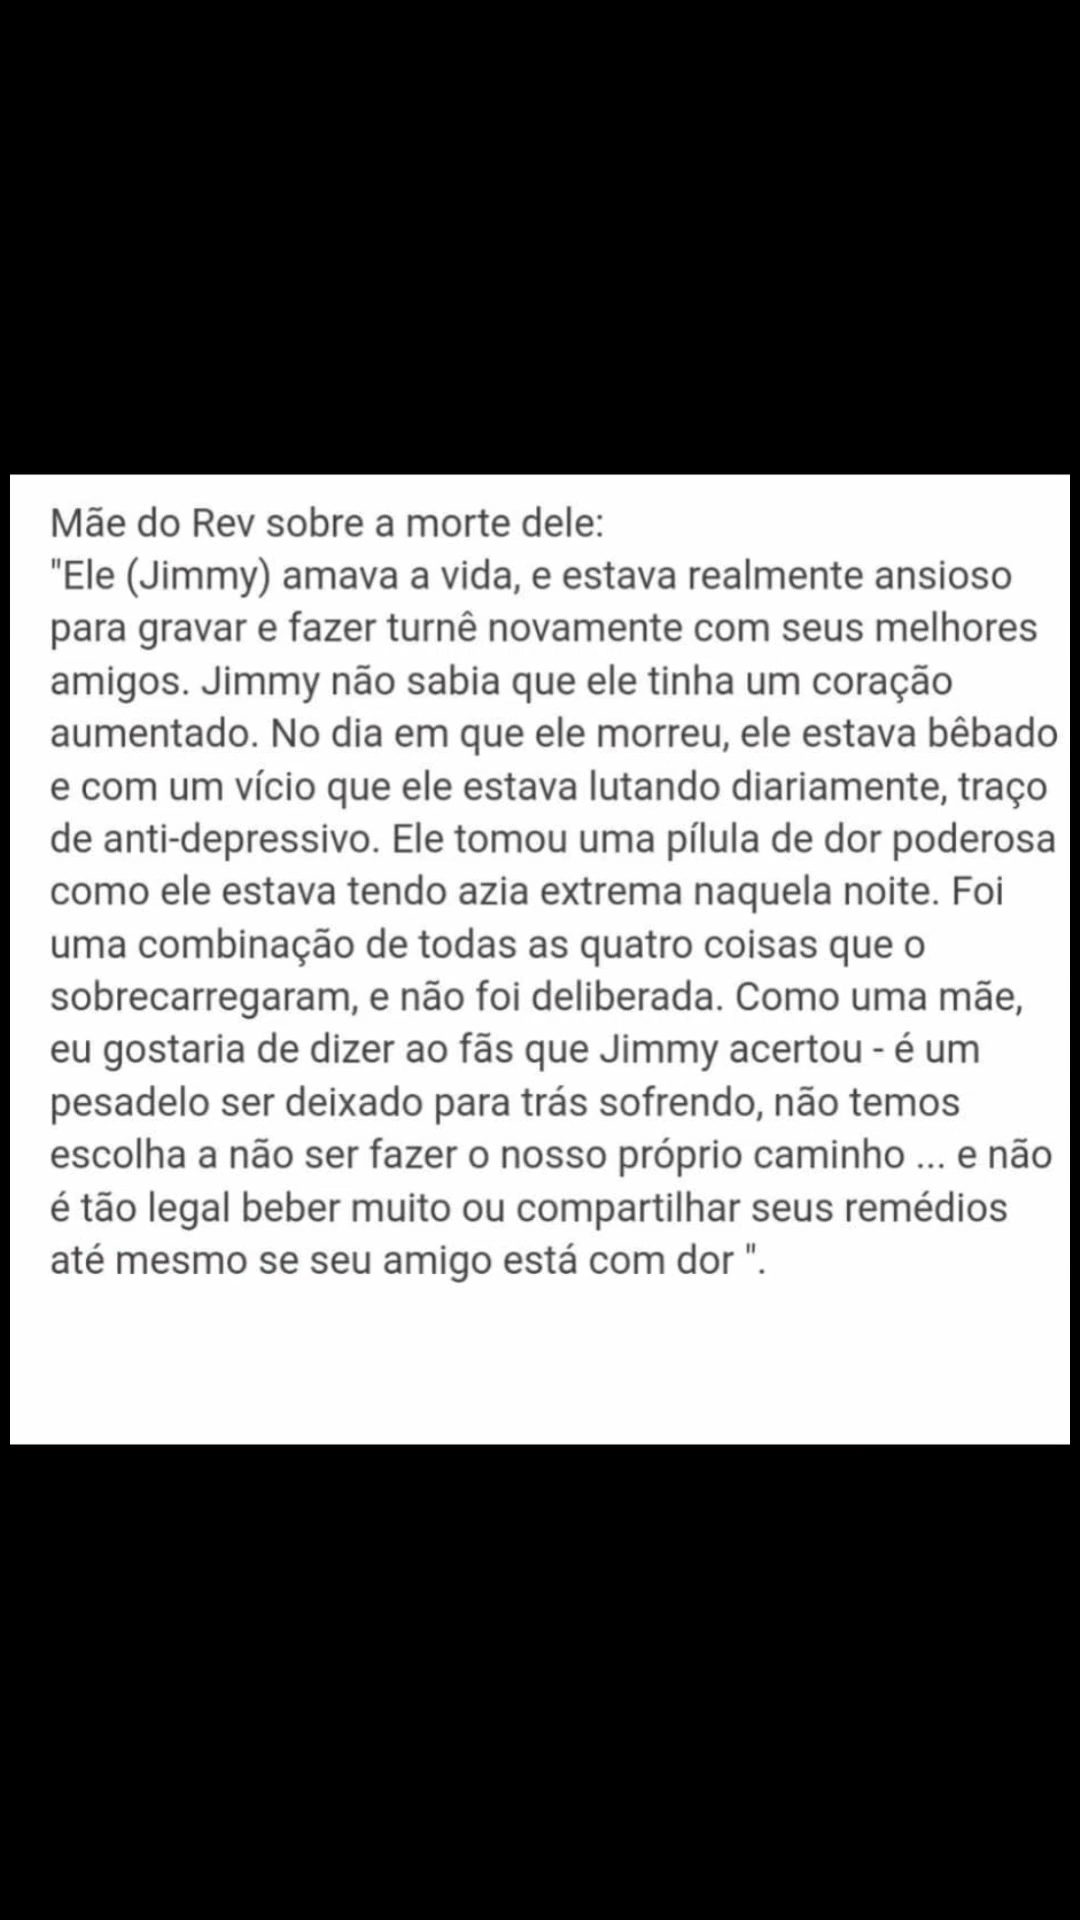 Mãe do Rev sobre a morte dele:
"Ele (Jimmy) amava a vida, e estava realmente ansioso
para gravar e fazer turnê novamente com seus melhores
amigos. Jimmy não sabia que ele tinha um coração
aumentado. No dia em que ele morreu, ele estava bêbado
e com um vício que ele estava lutando diariamente, traço
de anti-depressivo. Ele tomou uma pílula de dor poderosa
como ele estava tendo azia extrema naquela noite. Foi
uma combinação de todas as quatro coisas que o
sobrecarregaram, e não foi deliberada. Como uma mãe,
eu gostaria de dizer ao fãs que Jimmy acertou - é um
pesadelo ser deixado para trás sofrendo, não temos
escolha a não ser fazer o nosso próprio caminho ... e não
é tão legal beber muito ou compartilhar seus remédios
até mesmo se seu amigo está com dor ".